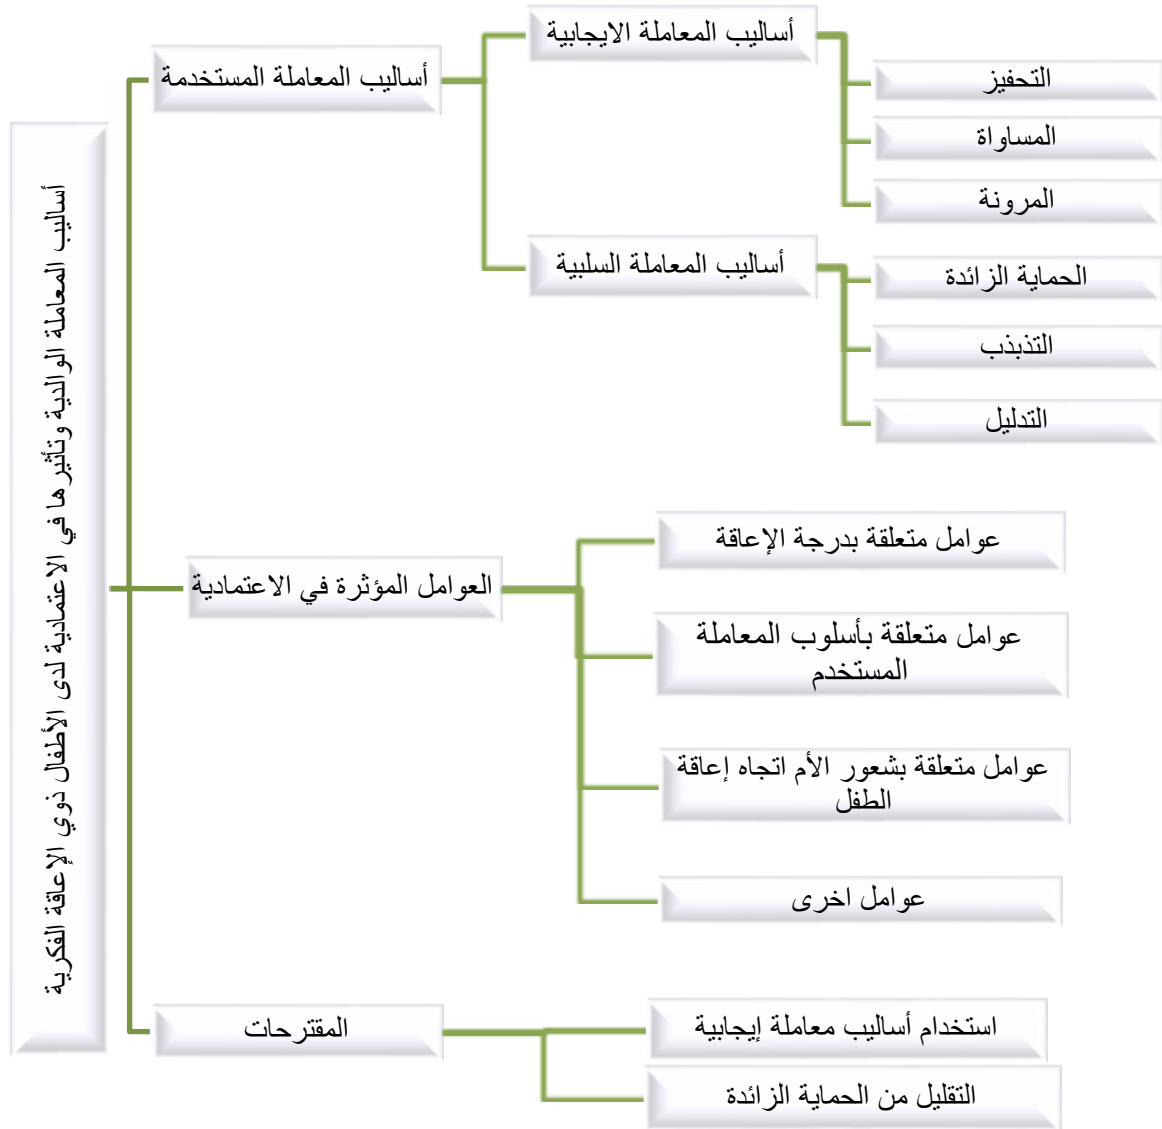 أساليب المعاملة الوالدية وتأثيرها في الاعتمادية لدى الأطفال ذوي الإعاقة الفكرية
أساليب المعاملة المستخدمة
أساليب المعاملة الايجابية
التحفيز
المساواة
المرونة
أساليب المعاملة السلبية
الحماية الزائدة
التذبذب
التدليل
العوامل المؤثرة في الاعتمادية
عوامل متعلقة بدرجة الإعاقة
عوامل متعلقة بأسلوب المعاملة
المستخدم
عوامل متعلقة بشعور الأم اتجاه إعاقة
الطفل
عوامل اخرى
المقترحات
استخدام أساليب معاملة إيجابية
التقليل من الحماية الزائدة